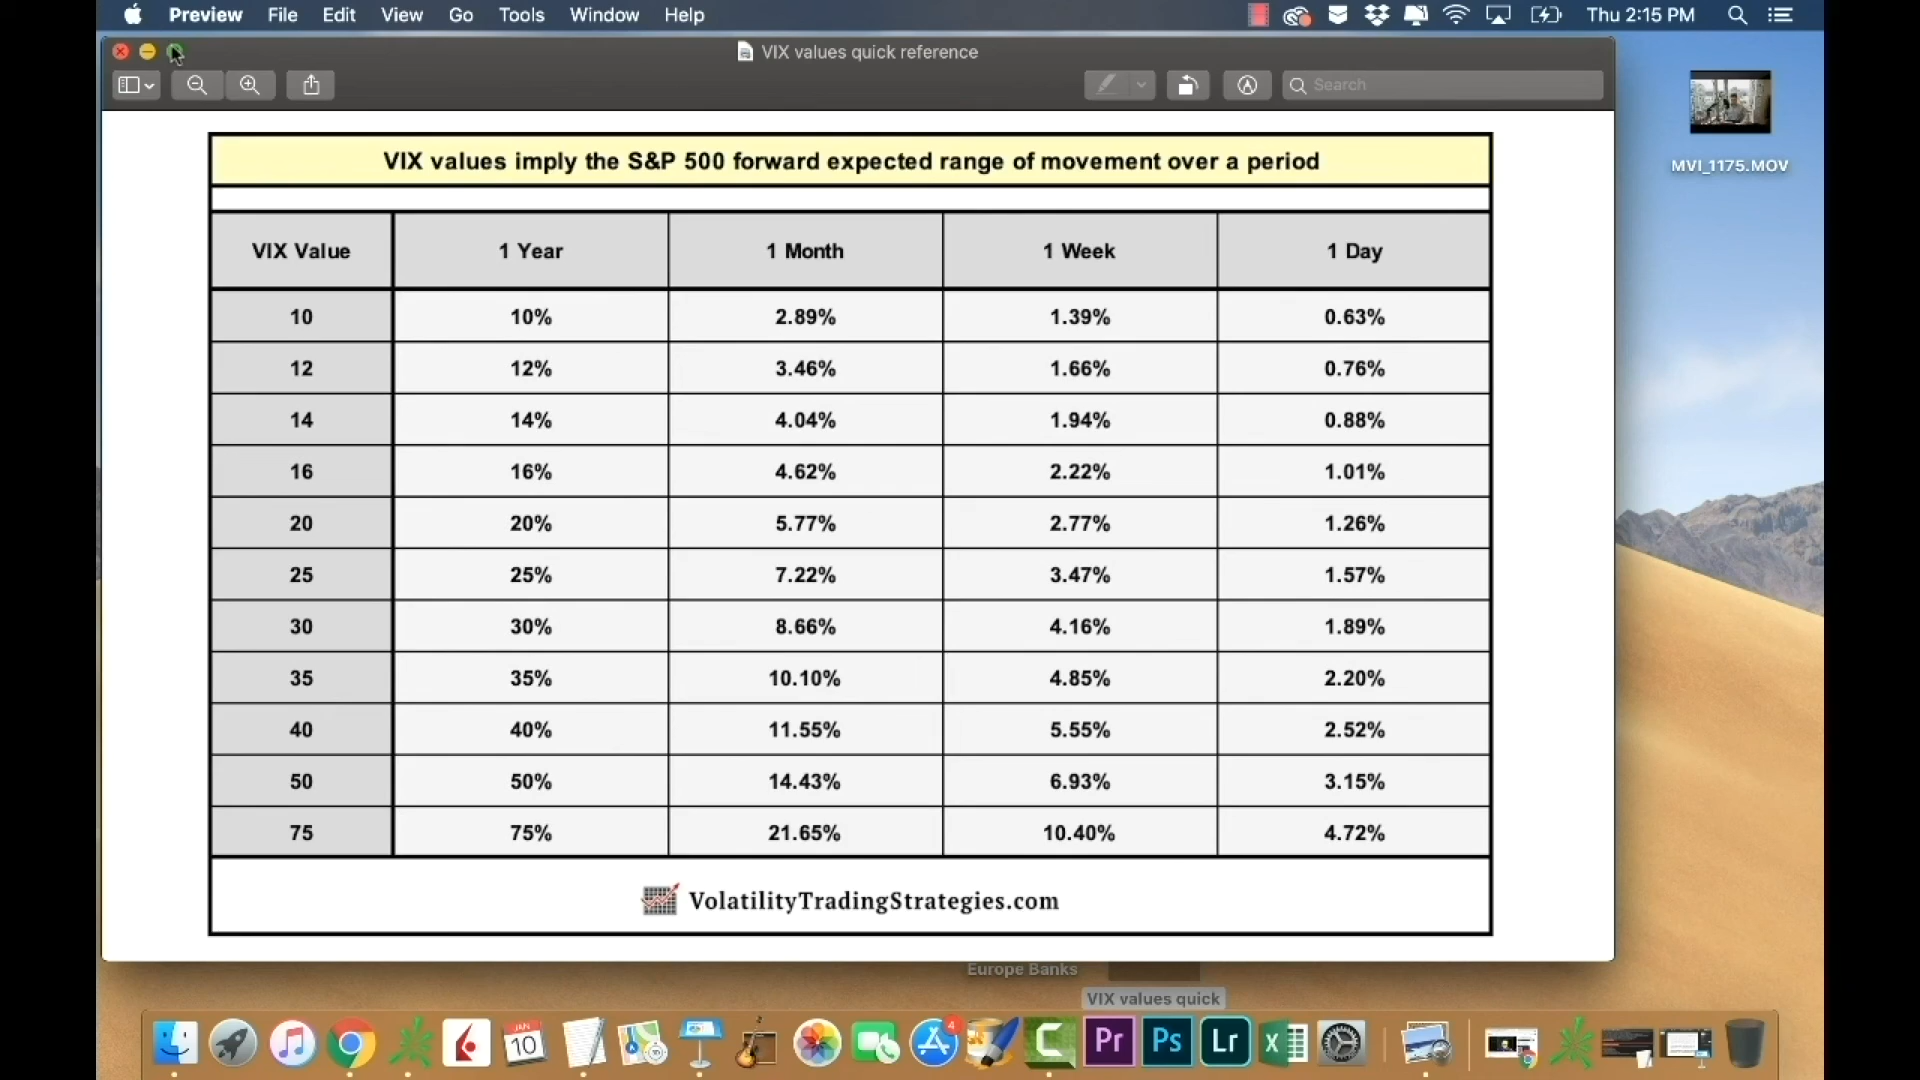 Preview File Edit View Go Tools Window Help Thu 2:15 PM
VIX values quick reference
Search
MVI_1175.MOV
VIX values imply the S&P 500 forward expected range of movement over a period
VIX Value 1 Year 1 Month 1 Week 1 Day
10 10% 2.89% 1.39% 0.63%
12 12% 3.46% 1.66% 0.76%
14 14% 4.04% 1.94% 0.88%
16 16% 4.62% 2.22% 1.01%
20 20% 5.77% 2.77% 1.26%
25 25% 7.22% 3.47% 1.57%
30 30% 8.66% 4.16% 1.89%
35 35% 10.10% 4.85% 2.20%
40 40% 11.55% 5.55% 2.52%
50 50% 14.43% 6.93% 3.15%
75 75% 21.65% 10.40% 4.72%
VolatilityTradingStrategies.com
Europe Banks
VIX values quick
JAN
10
4
Pr Ps Lr